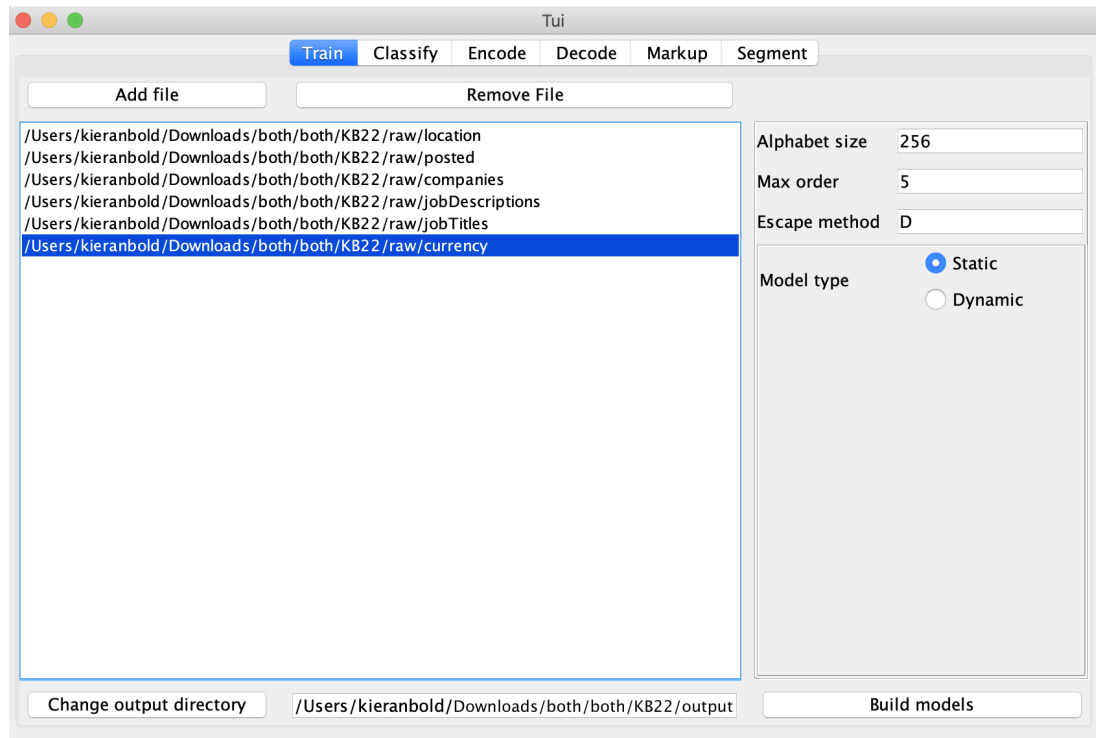 Tui
Train Classify Encode Decode Markup Segment
Add file Remove File
/Users/kieranbold/Downloads/both/both/KB22/raw/location
/Users/kieranbold/Downloads/both/both/KB22/raw/posted
/Users/kieranbold/Downloads/both/both/KB22/raw/companies
/Users/kieranbold/Downloads/both/both/KB22/raw/jobDescriptions
/Users/kieranbold/Downloads/both/both/KB22/raw/jobTitles
/Users/kieranbold/Downloads/both/both/KB22/raw/currency
Alphabet size 256
Max order 5
Escape method D
Model type
Static
Dynamic
Change output directory /Users/kieranbold/Downloads/both/both/KB22/output Build models